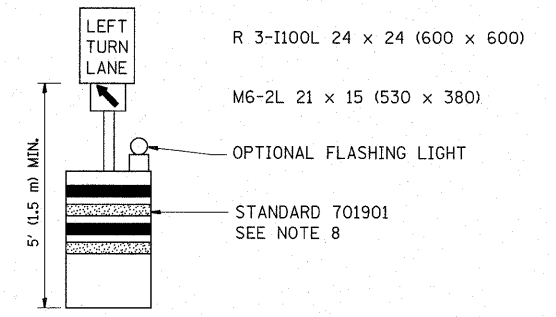 LEFT
TURN
LANE
R 3-I100L 24 x 24 (600 x 600)
M6-2L 21 x 15 (530 x 380)
OPTIONAL FLASHING LIGHT
5' (1.5 m) MIN.
STANDARD 701901
SEE NOTE 8